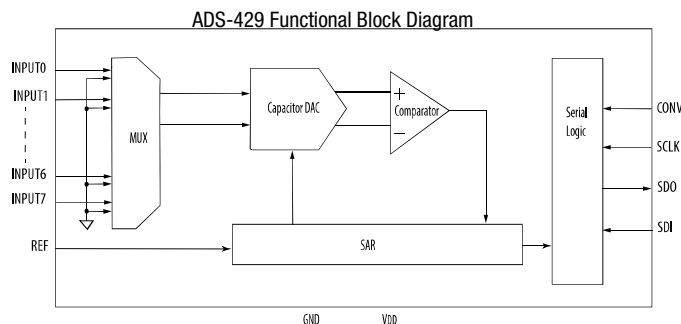 ADS-429 Functional Block Diagram
INPUT0
INPUT1
INPUT6
INPUT7
REF
MUX
Capacitor DAC
+
−
Comparator
SAR
Serial
Logic
CONV
SCLK
SDO
SDI
GND
VDD